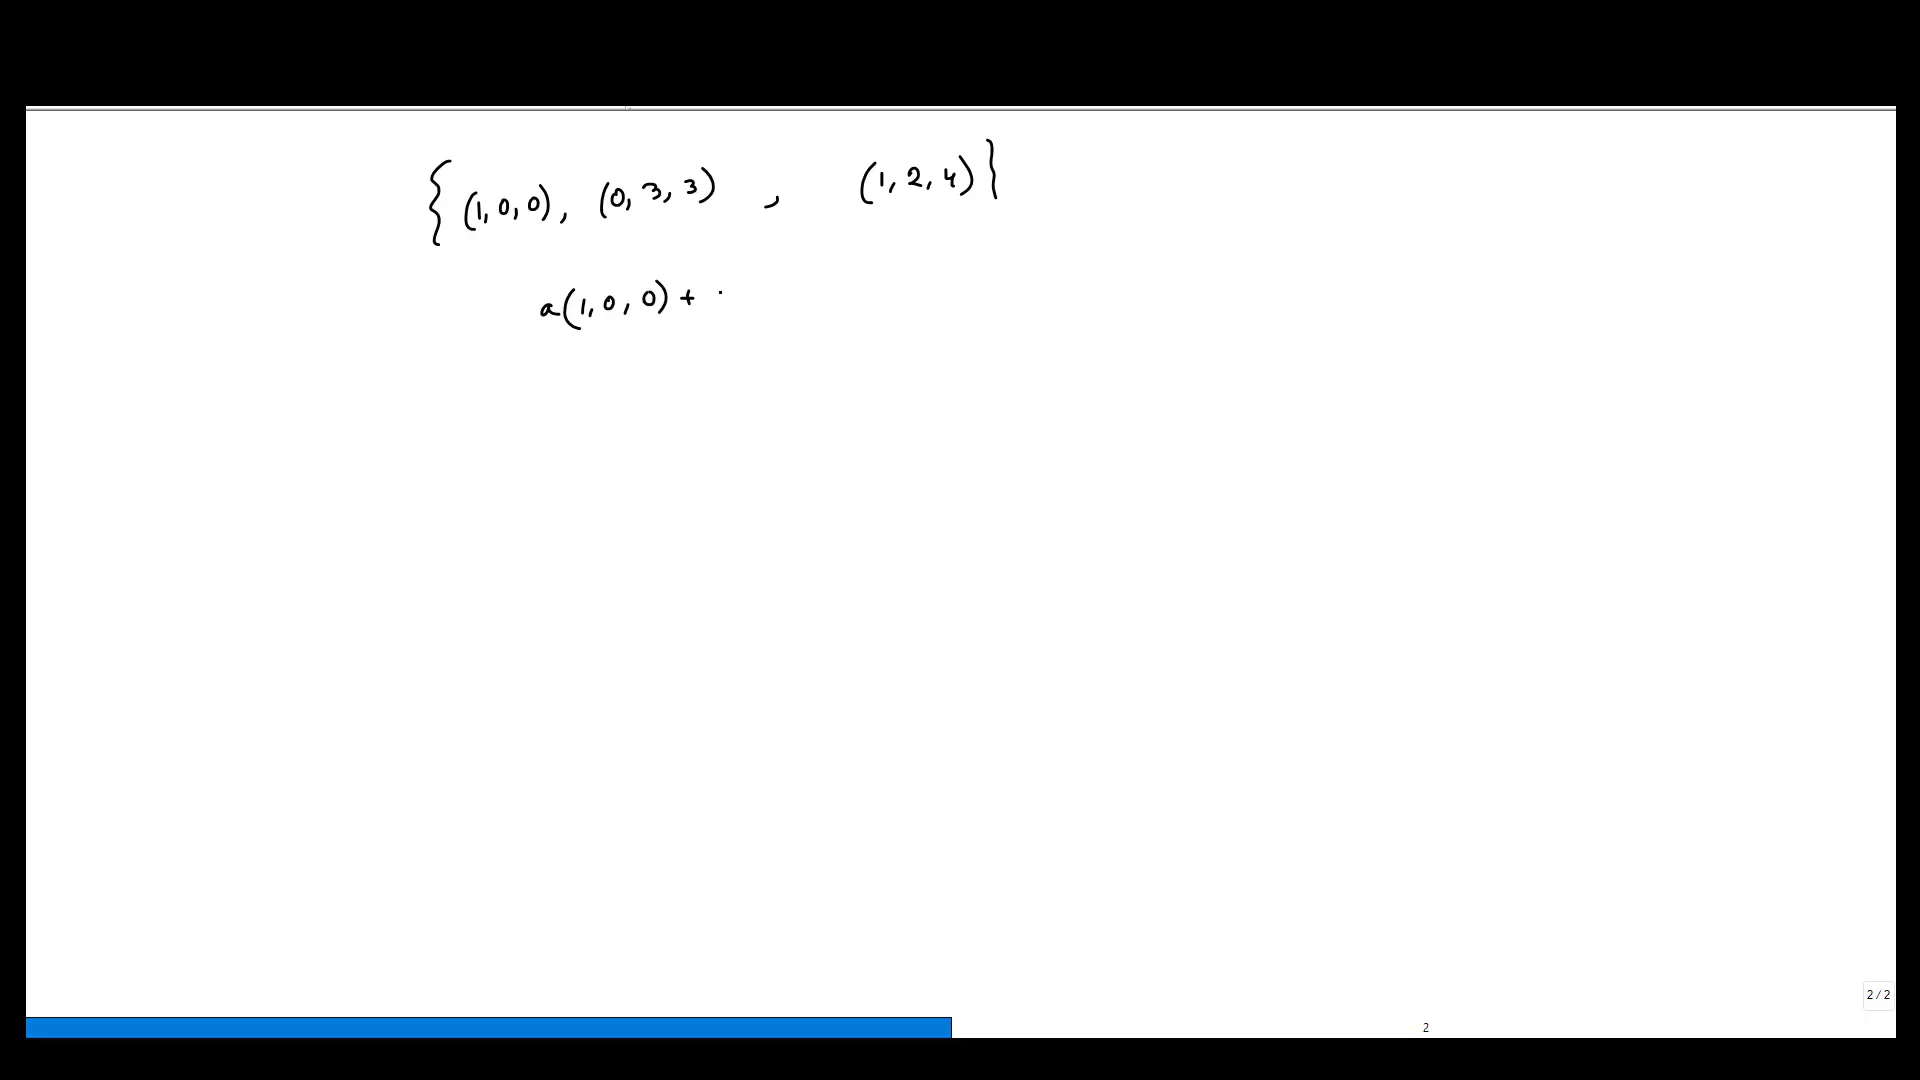 {(1, 0, 0), (0, 3, 3) , (1, 2, 4)}
a(1, 0, 0) + .
2 / 2
2